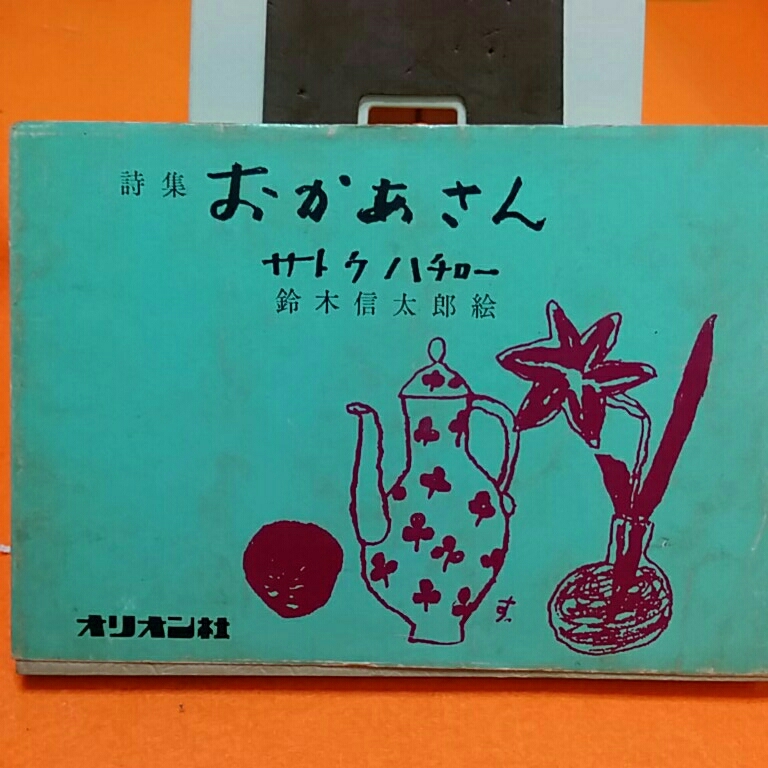 詩集 おかあさん
サトウハチロー
鈴木信太郎絵
す.
オリオン社